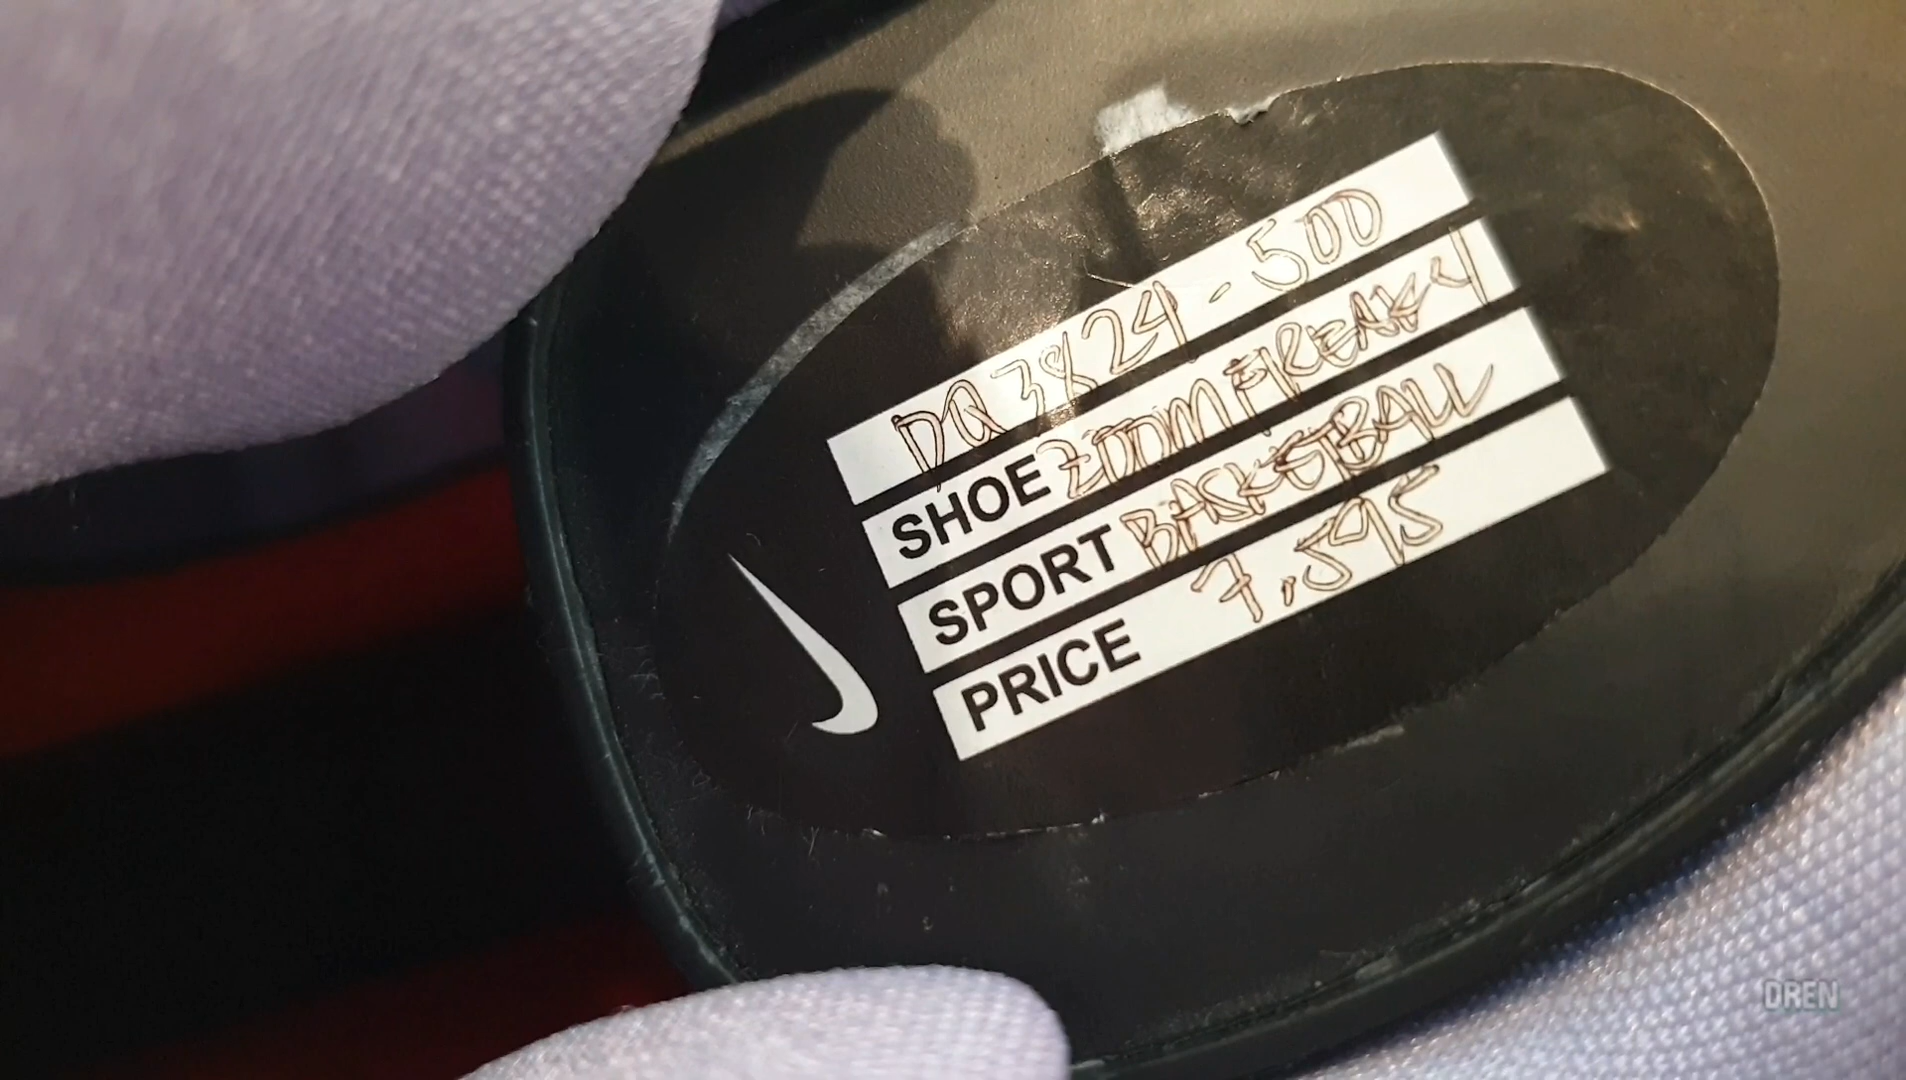 DQ3824-500
SHOE ZOOM FREAK 4
SPORT BASKETBALL
PRICE 7,595
DREN